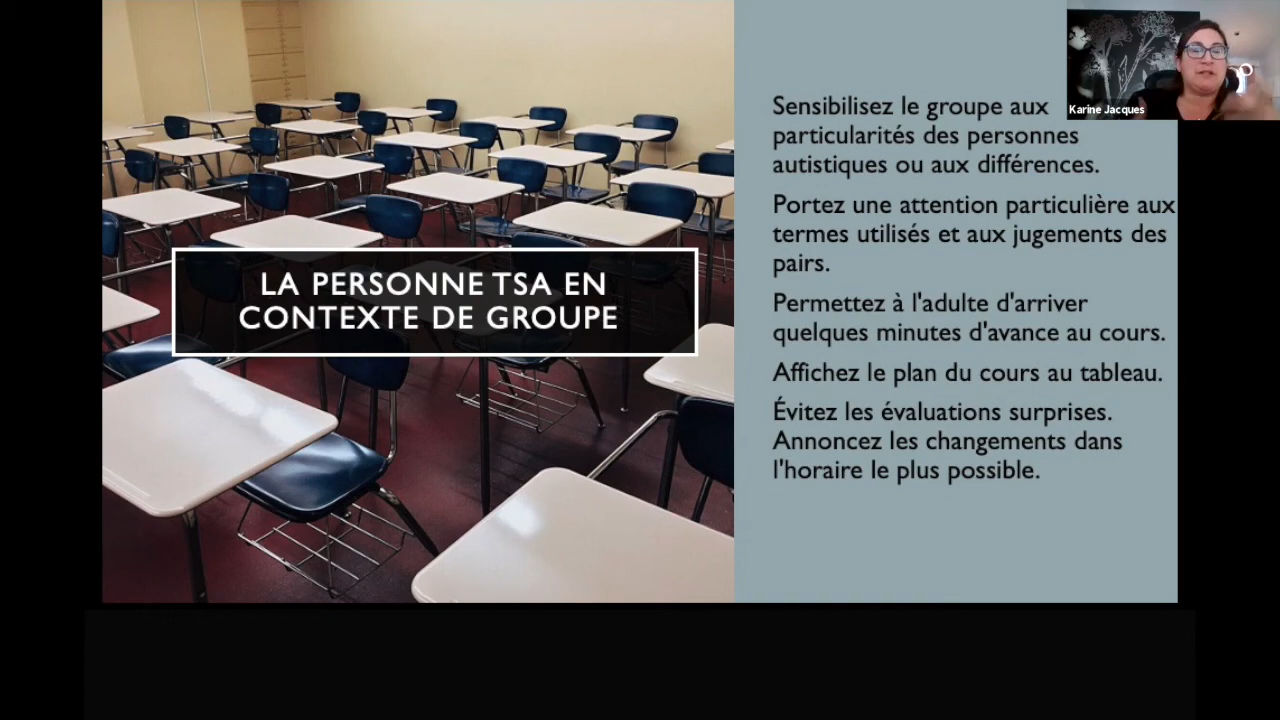 LA PERSONNE TSA EN
CONTEXTE DE GROUPE
Sensibilisez le groupe aux
particularités des personnes
autistiques ou aux différences.
Portez une attention particulière aux
termes utilisés et aux jugements des
pairs.
Permettez à l'adulte d'arriver
quelques minutes d'avance au cours.
Affichez le plan du cours au tableau.
Évitez les évaluations surprises.
Annoncez les changements dans
l'horaire le plus possible.
Karine Jacques